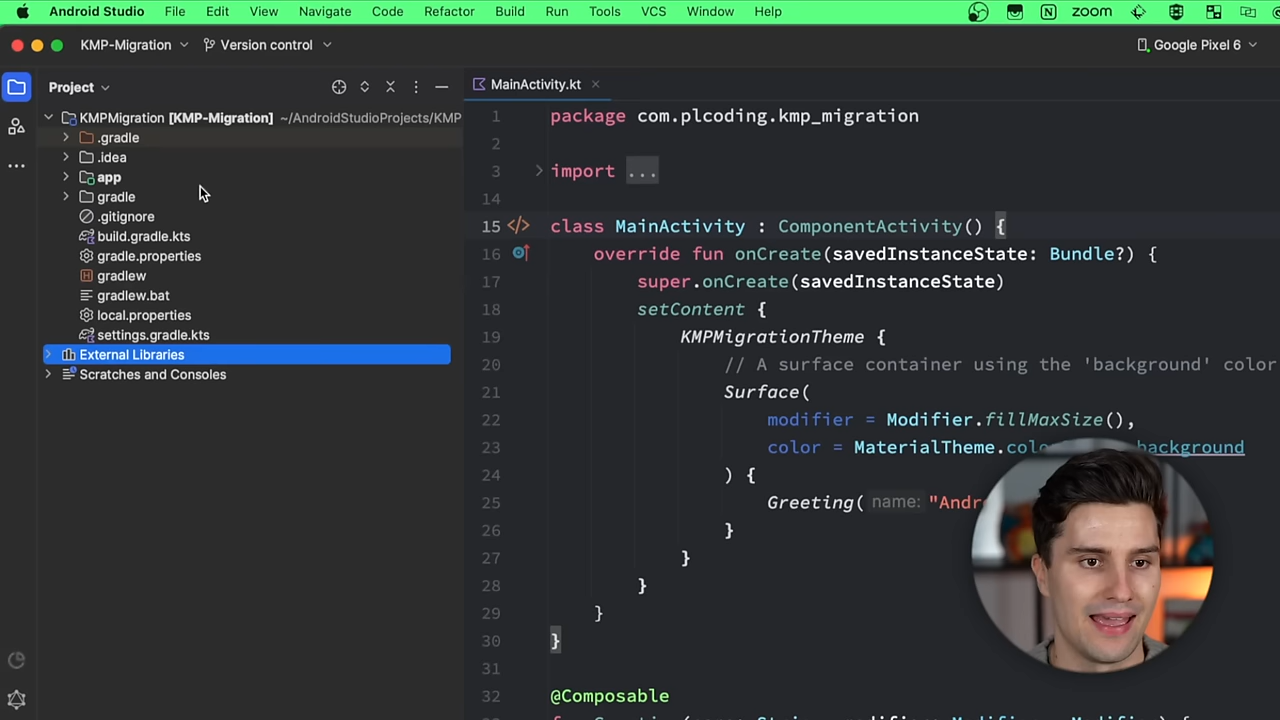 Android Studio File Edit View Navigate Code Refactor Build Run Tools VCS Window Help zoom
KMP-Migration Version control Google Pixel 6
Project
MainActivity.kt
KMPMigration [KMP-Migration] ~/AndroidStudioProjects/KMP
.gradle
.idea
app
gradle
.gitignore
build.gradle.kts
gradle.properties
gradlew
gradlew.bat
local.properties
settings.gradle.kts
External Libraries
Scratches and Consoles
1 package com.plcoding.kmp_migration
2
3 import ...
14
15 class MainActivity : ComponentActivity() {
16 override fun onCreate(savedInstanceState: Bundle?) {
17 super.onCreate(savedInstanceState)
18 setContent {
19 KMPMigrationTheme {
20 // A surface container using the 'background' color
21 Surface(
22 modifier = Modifier.fillMaxSize(),
23 color = MaterialTheme. background
24 ) {
25 Greeting( name:
26 }
27 }
28 }
29 }
30 }
31
32 @Composable